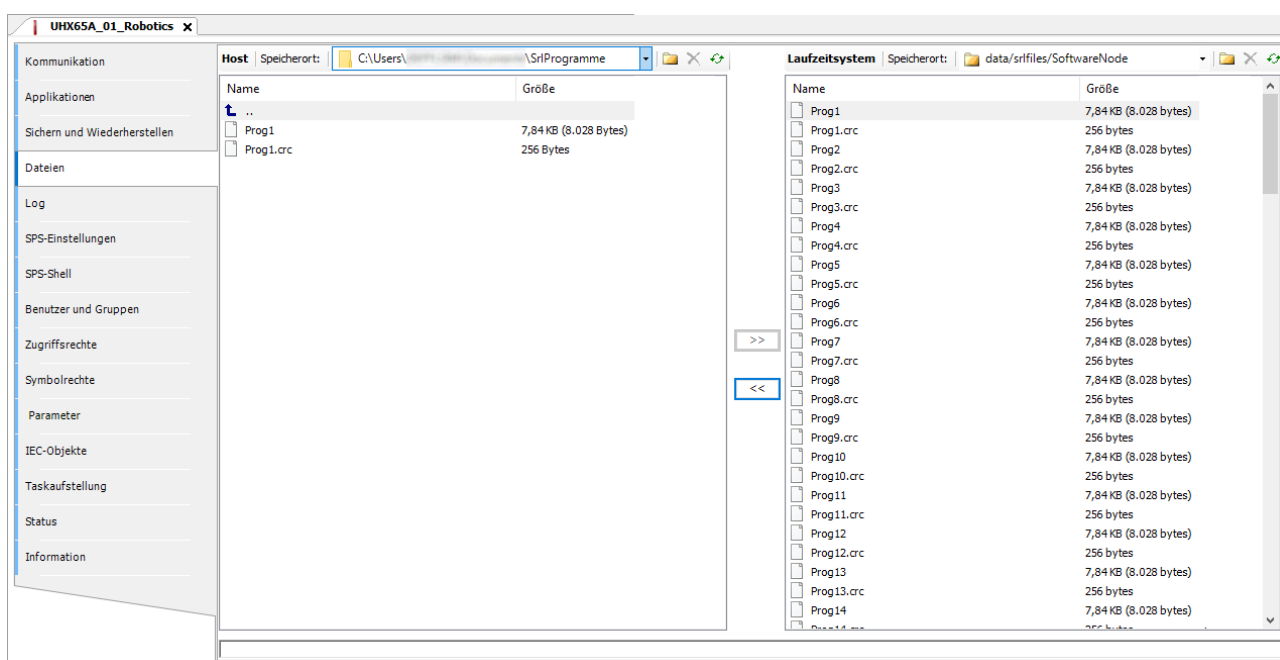 UHX65A_01_Robotics
Kommunikation
Applikationen
Sichern und Wiederherstellen
Dateien
Log
SPS-Einstellungen
SPS-Shell
Benutzer und Gruppen
Zugriffsrechte
Symbolrechte
Parameter
IEC-Objekte
Taskaufstellung
Status
Information
Host Speicherort: C:\Users\ \SrlProgramme
Name Größe
..
Prog1 7,84 KB (8.028 Bytes)
Prog1.crc 256 Bytes
>>
<<
Laufzeitsystem Speicherort: data/srlfiles/SoftwareNode
Name Größe
Prog1 7,84 KB (8.028 bytes)
Prog1.crc 256 bytes
Prog2 7,84 KB (8.028 bytes)
Prog2.crc 256 bytes
Prog3 7,84 KB (8.028 bytes)
Prog3.crc 256 bytes
Prog4 7,84 KB (8.028 bytes)
Prog4.crc 256 bytes
Prog5 7,84 KB (8.028 bytes)
Prog5.crc 256 bytes
Prog6 7,84 KB (8.028 bytes)
Prog6.crc 256 bytes
Prog7 7,84 KB (8.028 bytes)
Prog7.crc 256 bytes
Prog8 7,84 KB (8.028 bytes)
Prog8.crc 256 bytes
Prog9 7,84 KB (8.028 bytes)
Prog9.crc 256 bytes
Prog10 7,84 KB (8.028 bytes)
Prog10.crc 256 bytes
Prog11 7,84 KB (8.028 bytes)
Prog11.crc 256 bytes
Prog12 7,84 KB (8.028 bytes)
Prog12.crc 256 bytes
Prog13 7,84 KB (8.028 bytes)
Prog13.crc 256 bytes
Prog14 7,84 KB (8.028 bytes)